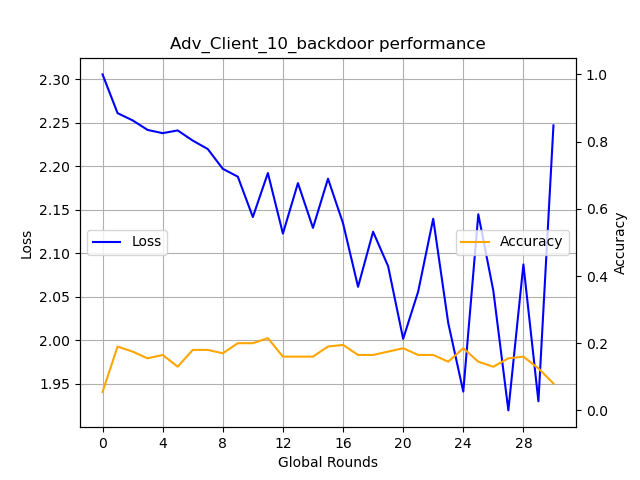 Adv_Client_10_backdoor performance
2.30
2.25
2.20
2.15
2.10
2.05
2.00
1.95
Loss
Loss
Accuracy
1.0
0.8
0.6
0.4
0.2
0.0
Accuracy
0 4 8 12 16 20 24 28
Global Rounds